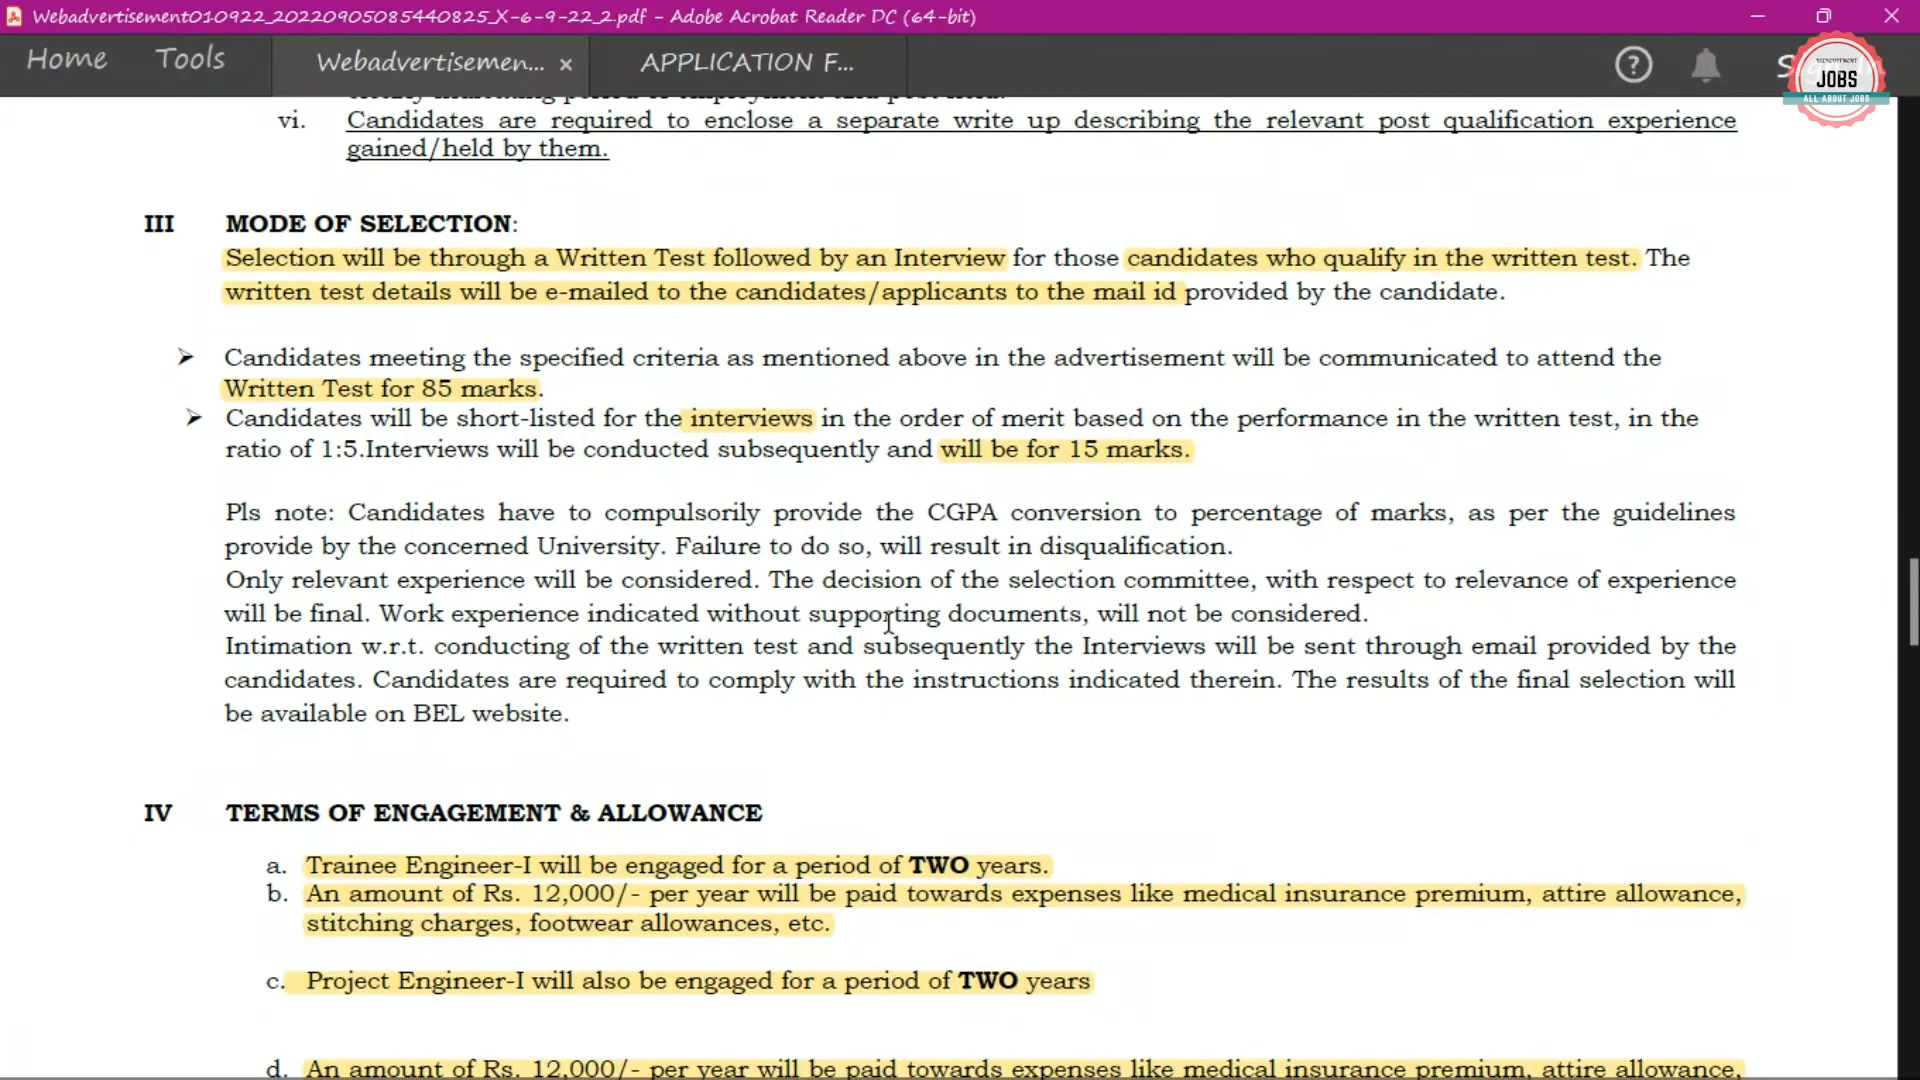 Webadvertisement010922_20220905085440825_X-6-9-22_2.pdf - Adobe Acrobat Reader DC (64-bit)
Home Tools Webadvertisemen... × APPLICATION F...
RECRUITMENT
JOBS
ALL ABOUT JOBS
vi. Candidates are required to enclose a separate write up describing the relevant post qualification experience
gained/held by them.
III MODE OF SELECTION:
Selection will be through a Written Test followed by an Interview for those candidates who qualify in the written test. The
written test details will be e-mailed to the candidates/applicants to the mail id provided by the candidate.
➢ Candidates meeting the specified criteria as mentioned above in the advertisement will be communicated to attend the
Written Test for 85 marks.
➢ Candidates will be short-listed for the interviews in the order of merit based on the performance in the written test, in the
ratio of 1:5.Interviews will be conducted subsequently and will be for 15 marks.
Pls note: Candidates have to compulsorily provide the CGPA conversion to percentage of marks, as per the guidelines
provide by the concerned University. Failure to do so, will result in disqualification.
Only relevant experience will be considered. The decision of the selection committee, with respect to relevance of experience
will be final. Work experience indicated without supporting documents, will not be considered.
Intimation w.r.t. conducting of the written test and subsequently the Interviews will be sent through email provided by the
candidates. Candidates are required to comply with the instructions indicated therein. The results of the final selection will
be available on BEL website.
IV TERMS OF ENGAGEMENT & ALLOWANCE
a. Trainee Engineer-I will be engaged for a period of TWO years.
b. An amount of Rs. 12,000/- per year will be paid towards expenses like medical insurance premium, attire allowance,
stitching charges, footwear allowances, etc.
c. Project Engineer-I will also be engaged for a period of TWO years
d. An amount of Rs. 12,000/- per year will be paid towards expenses like medical insurance premium, attire allowance,